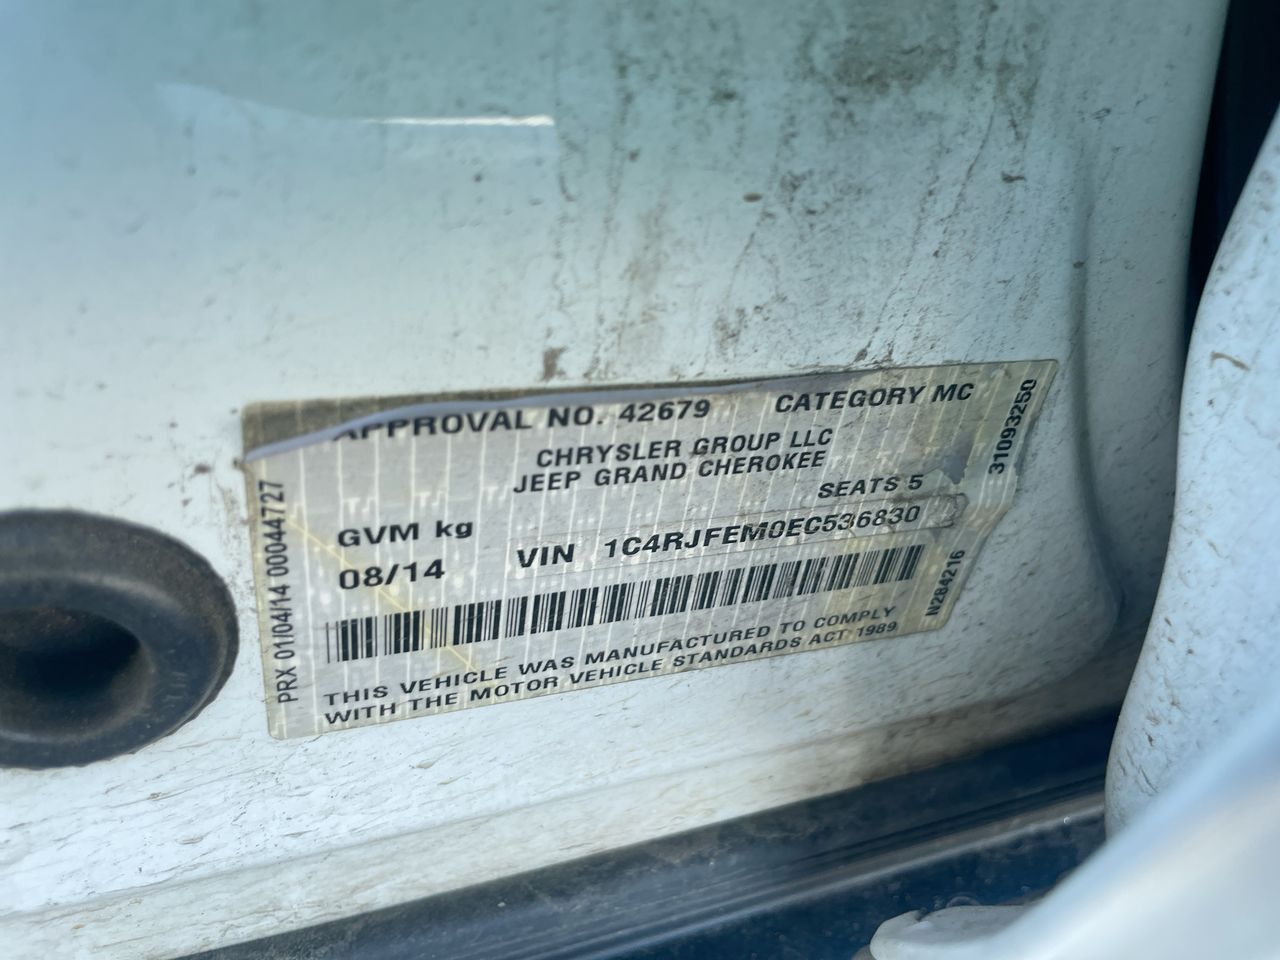 APPROVAL NO. 42679 CATEGORY MC
CHRYSLER GROUP LLC
JEEP GRAND CHEROKEE
SEATS 5
GVM kg
08/14
VIN 1C4RJFEM0EC536830
THIS VEHICLE WAS MANUFACTURED TO COMPLY
WITH THE MOTOR VEHICLE STANDARDS ACT 1989
PRX 01/04/14 00044727
31093250
N284216